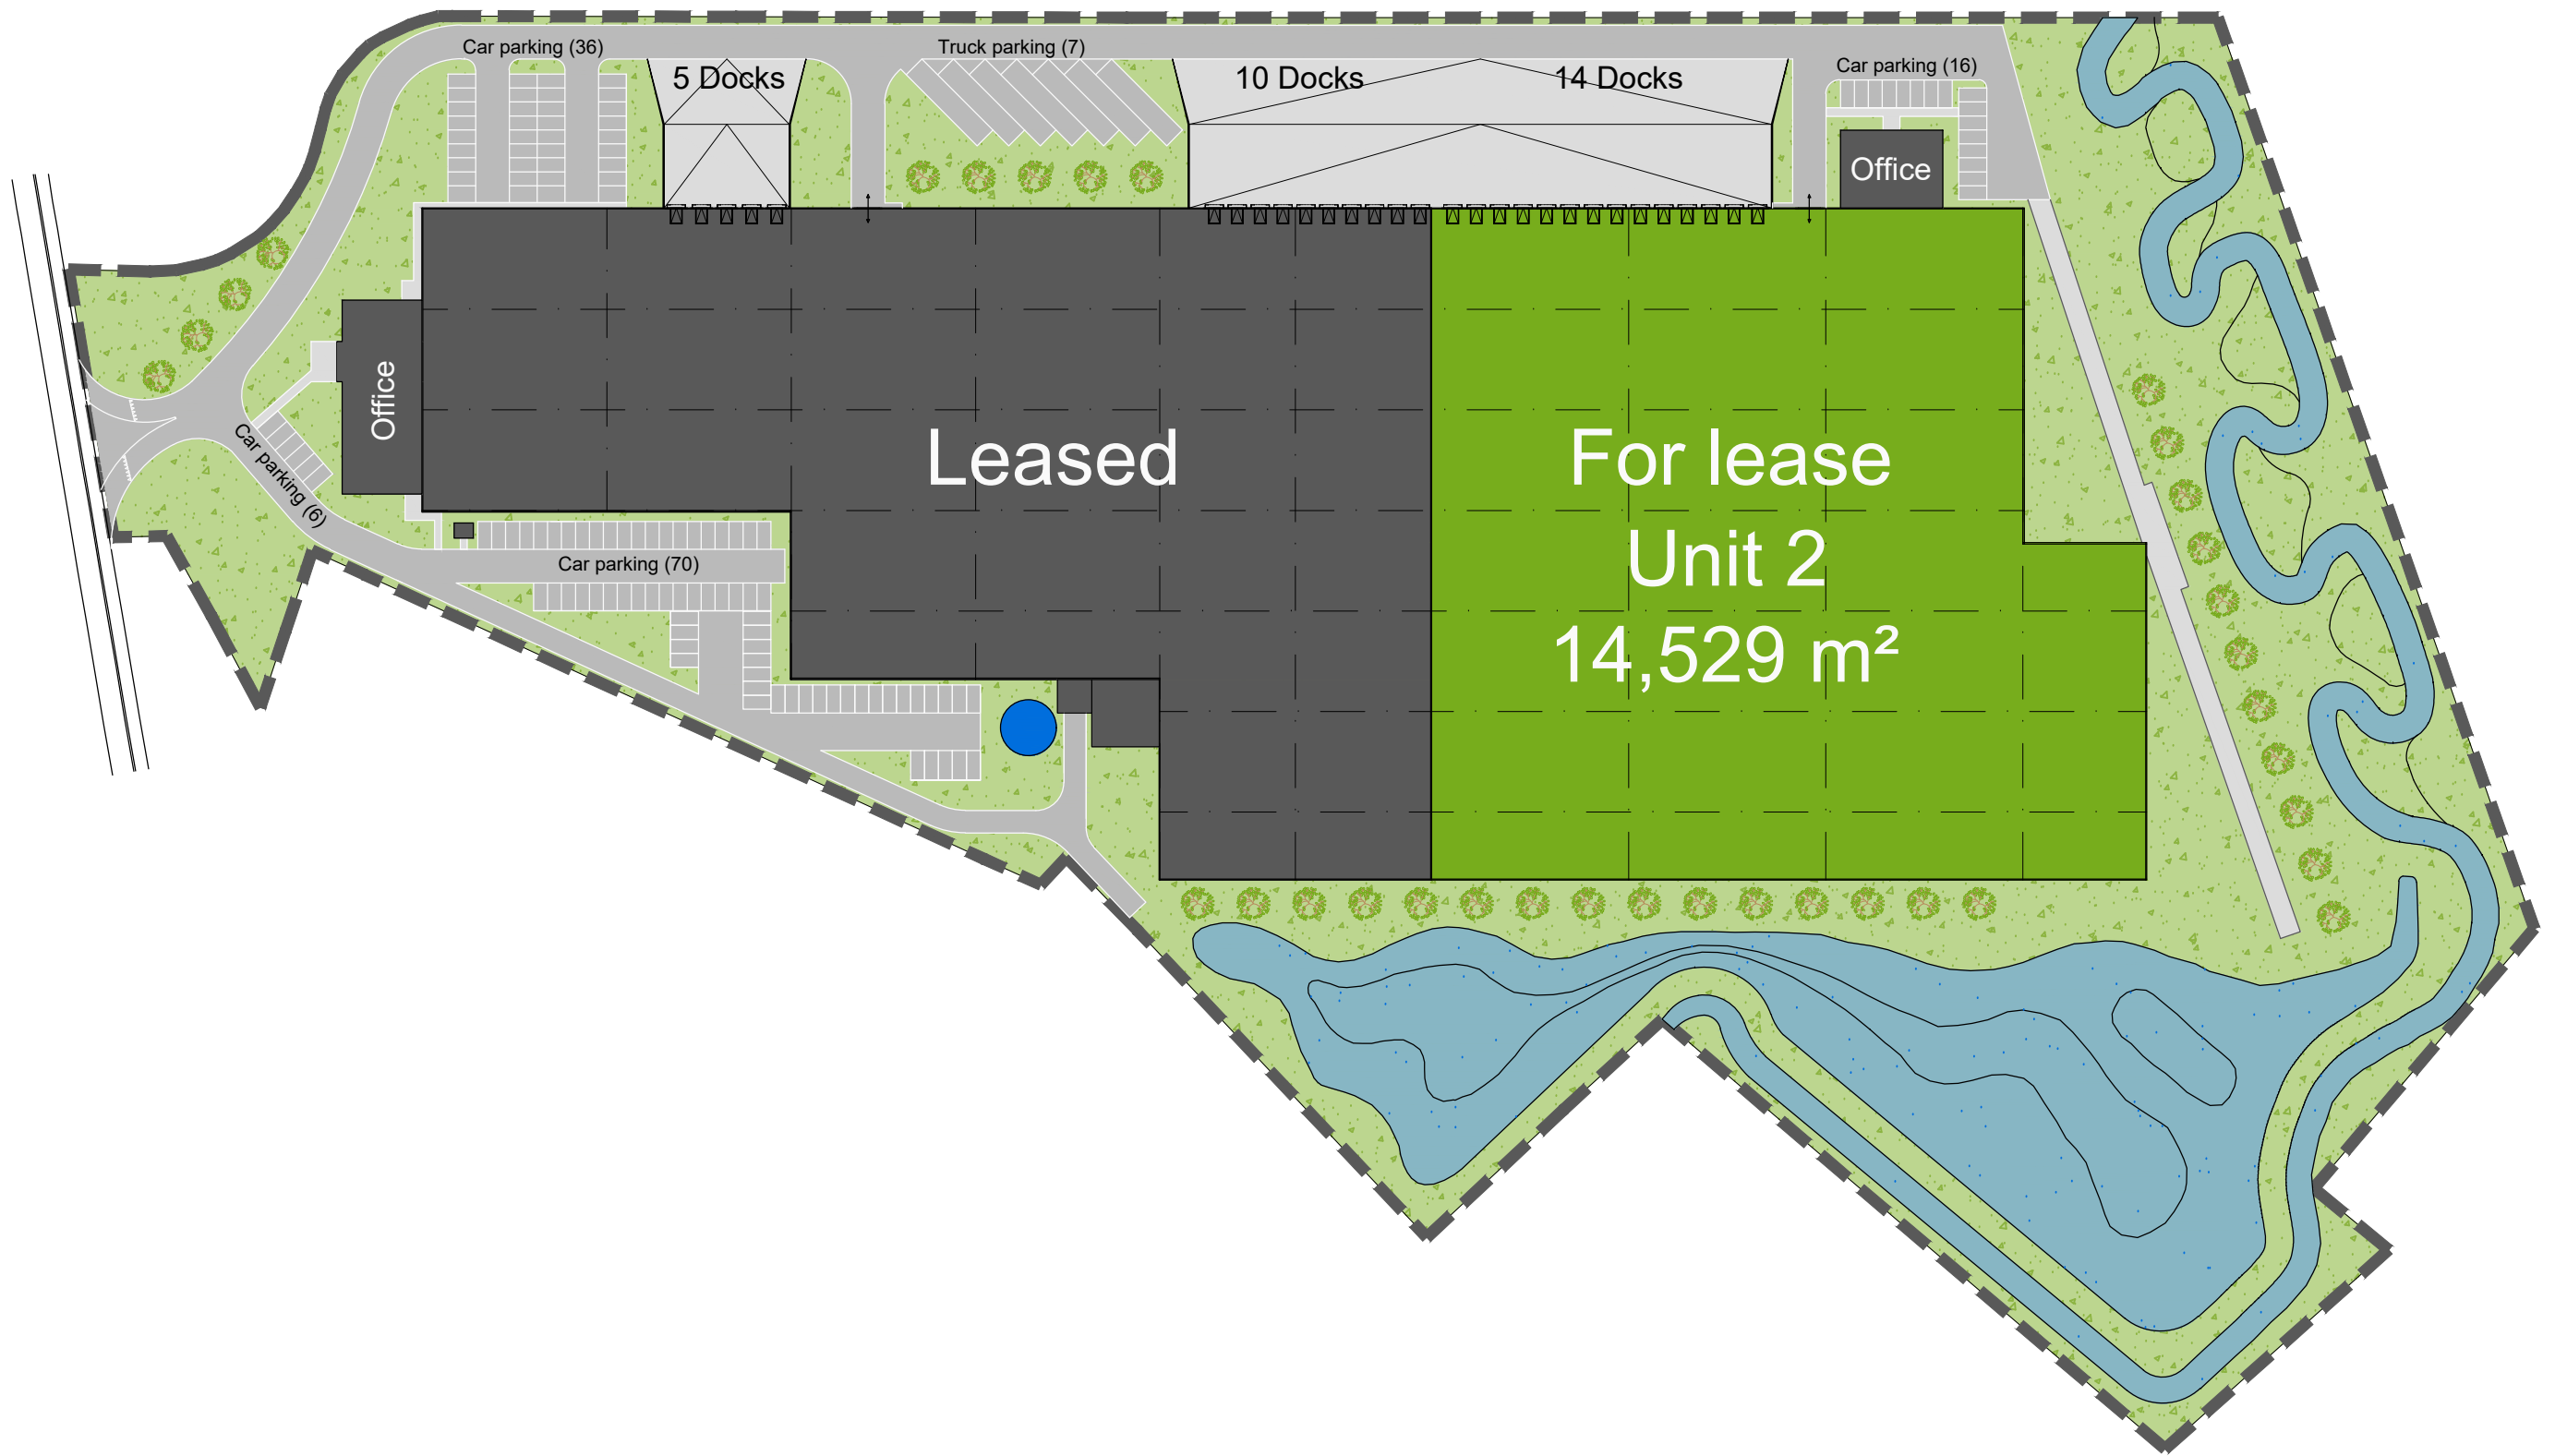 Car parking (36)
Truck parking (7)
Car parking (16)
5 Docks
10 Docks
14 Docks
Office
Office
Car parking (6)
Leased
For lease
Unit 2
14,529 m²
Car parking (70)